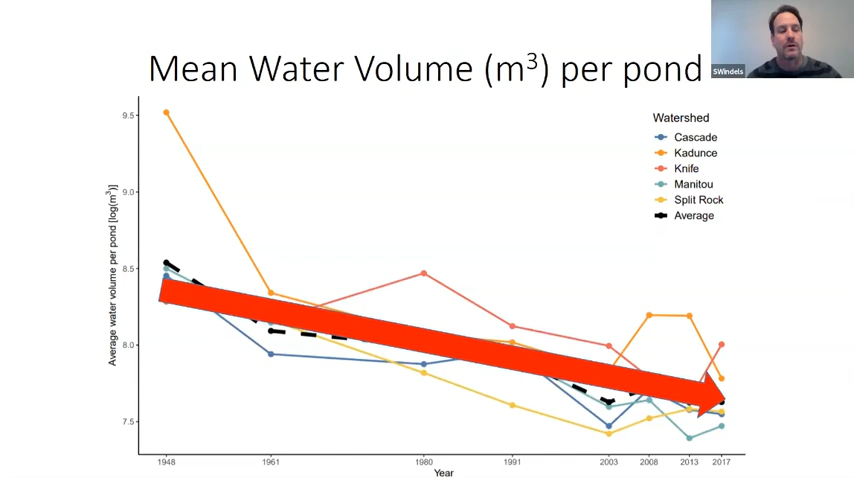 Mean Water Volume (m³) per pond
SWindels
Watershed
Cascade
Kadunce
Knife
Manitou
Split Rock
Average
Average water volume per pond [log(m³)]
9.5
9.0
8.5
8.0
7.5
1948 1961 1980 1991 2003 2008 2013 2017
Year